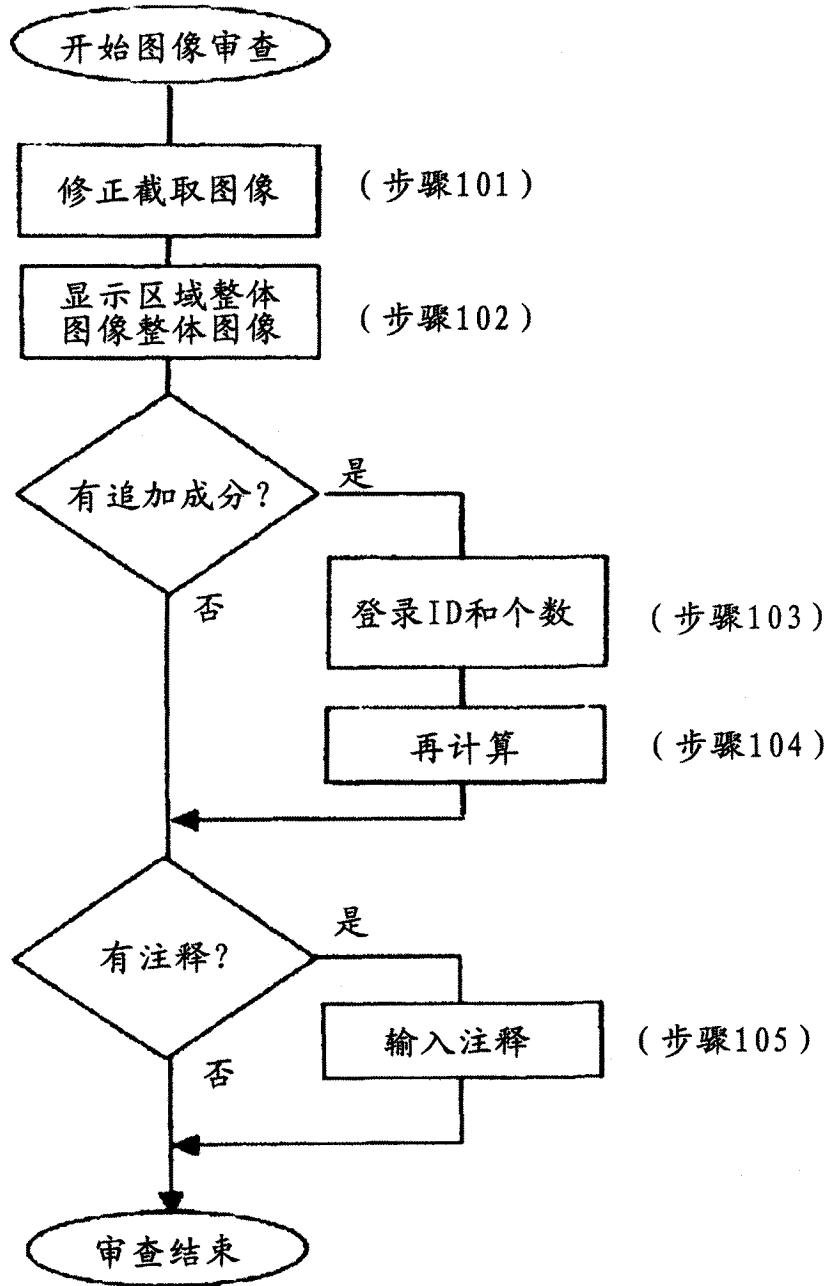 开始图像审查
修正截取图像
(步骤101)
显示区域整体
图像整体图像
(步骤102)
有追加成分?
是
否
登录ID和个数
(步骤103)
再计算
(步骤104)
有注释?
是
否
输入注释
(步骤105)
审查结束